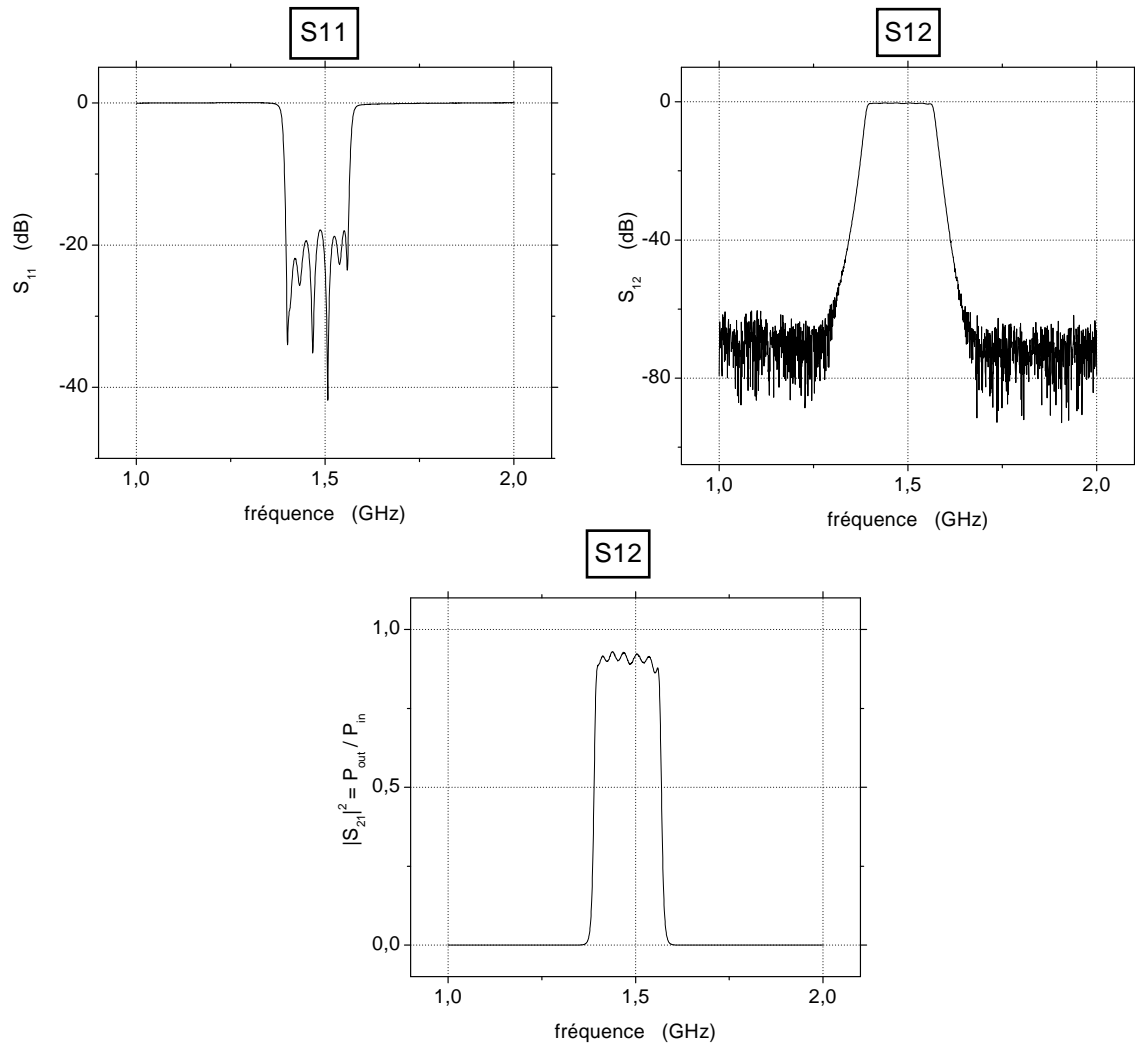 S11
0
-20
-40
S₁₁ (dB)
1,0
1,5
2,0
fréquence (GHz)
S12
0
-40
-80
S₁₂ (dB)
1,0
1,5
2,0
fréquence (GHz)
S12
1,0
0,5
0,0
|S₂₁|² = P_out / P_in
1,0
1,5
2,0
fréquence (GHz)